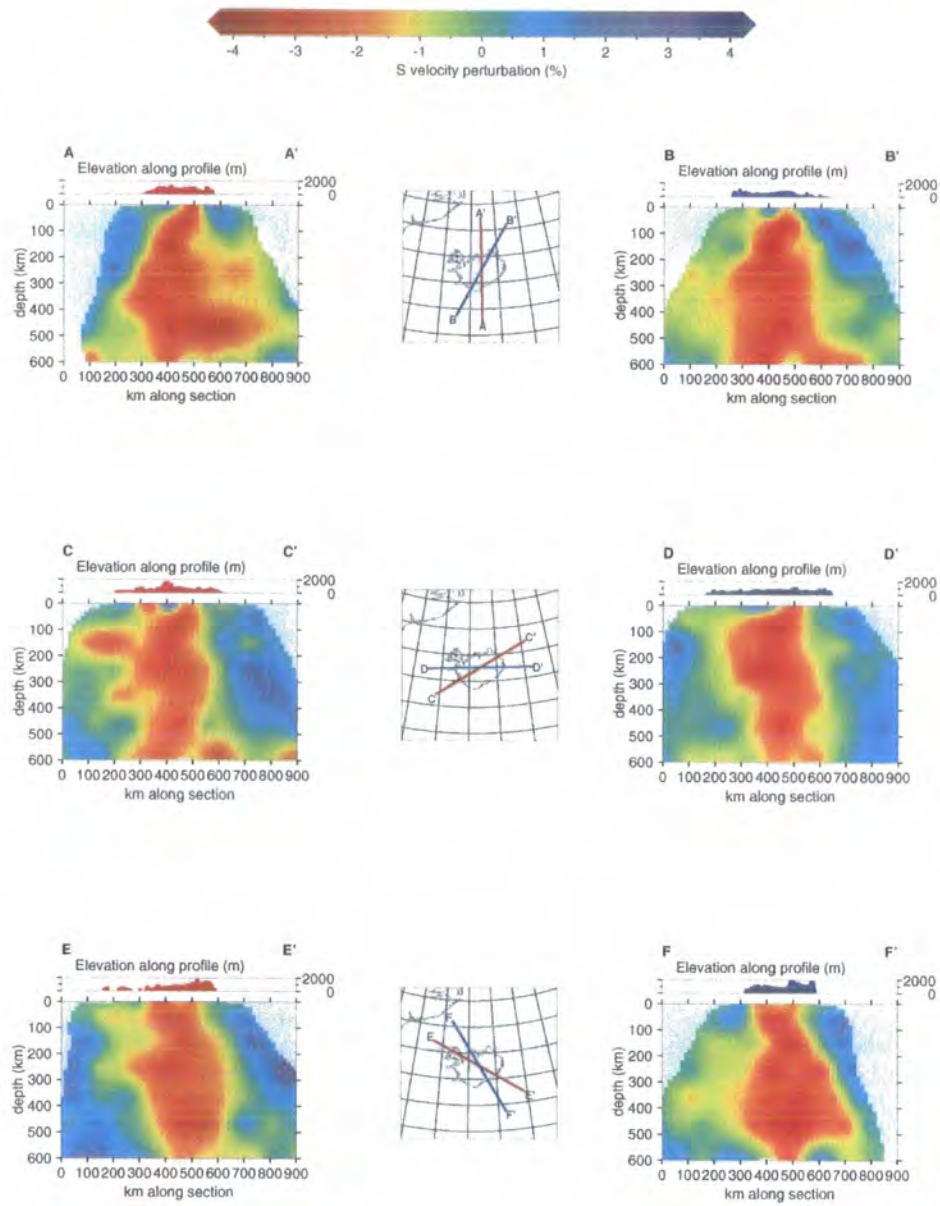 -4 -3 -2 -1 0 1 2 3 4
S velocity perturbation (%)
A A'
Elevation along profile (m)
2000
0
0
100
200
300
400
500
600
depth (km)
0 100 200 300 400 500 600 700 800 900
km along section
A'
B'
B
A
B B'
Elevation along profile (m)
2000
0
0
100
200
300
400
500
600
depth (km)
0 100 200 300 400 500 600 700 800 900
km along section
C C'
Elevation along profile (m)
2000
0
0
100
200
300
400
500
600
depth (km)
0 100 200 300 400 500 600 700 800 900
km along section
C'
D D'
C
D D'
Elevation along profile (m)
2000
0
0
100
200
300
400
500
600
depth (km)
0 100 200 300 400 500 600 700 800 900
km along section
E E'
Elevation along profile (m)
2000
0
0
100
200
300
400
500
600
depth (km)
0 100 200 300 400 500 600 700 800 900
km along section
F
E
E'
F'
F F'
Elevation along profile (m)
2000
0
0
100
200
300
400
500
600
depth (km)
0 100 200 300 400 500 600 700 800 900
km along section